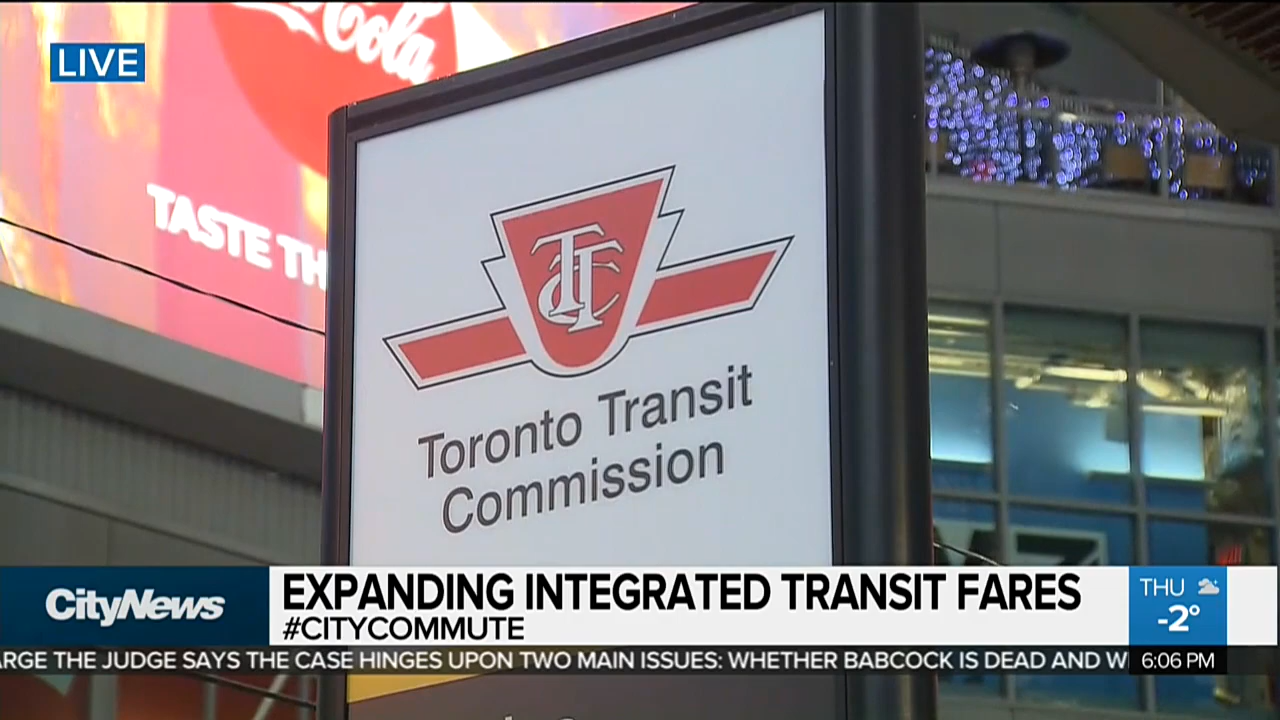 LIVE
Cola
TASTE TH
TTC
Toronto Transit
Commission
CityNews
EXPANDING INTEGRATED TRANSIT FARES
#CITYCOMMUTE
THU
-2°
ARGE THE JUDGE SAYS THE CASE HINGES UPON TWO MAIN ISSUES: WHETHER BABCOCK IS DEAD AND W
6:06 PM